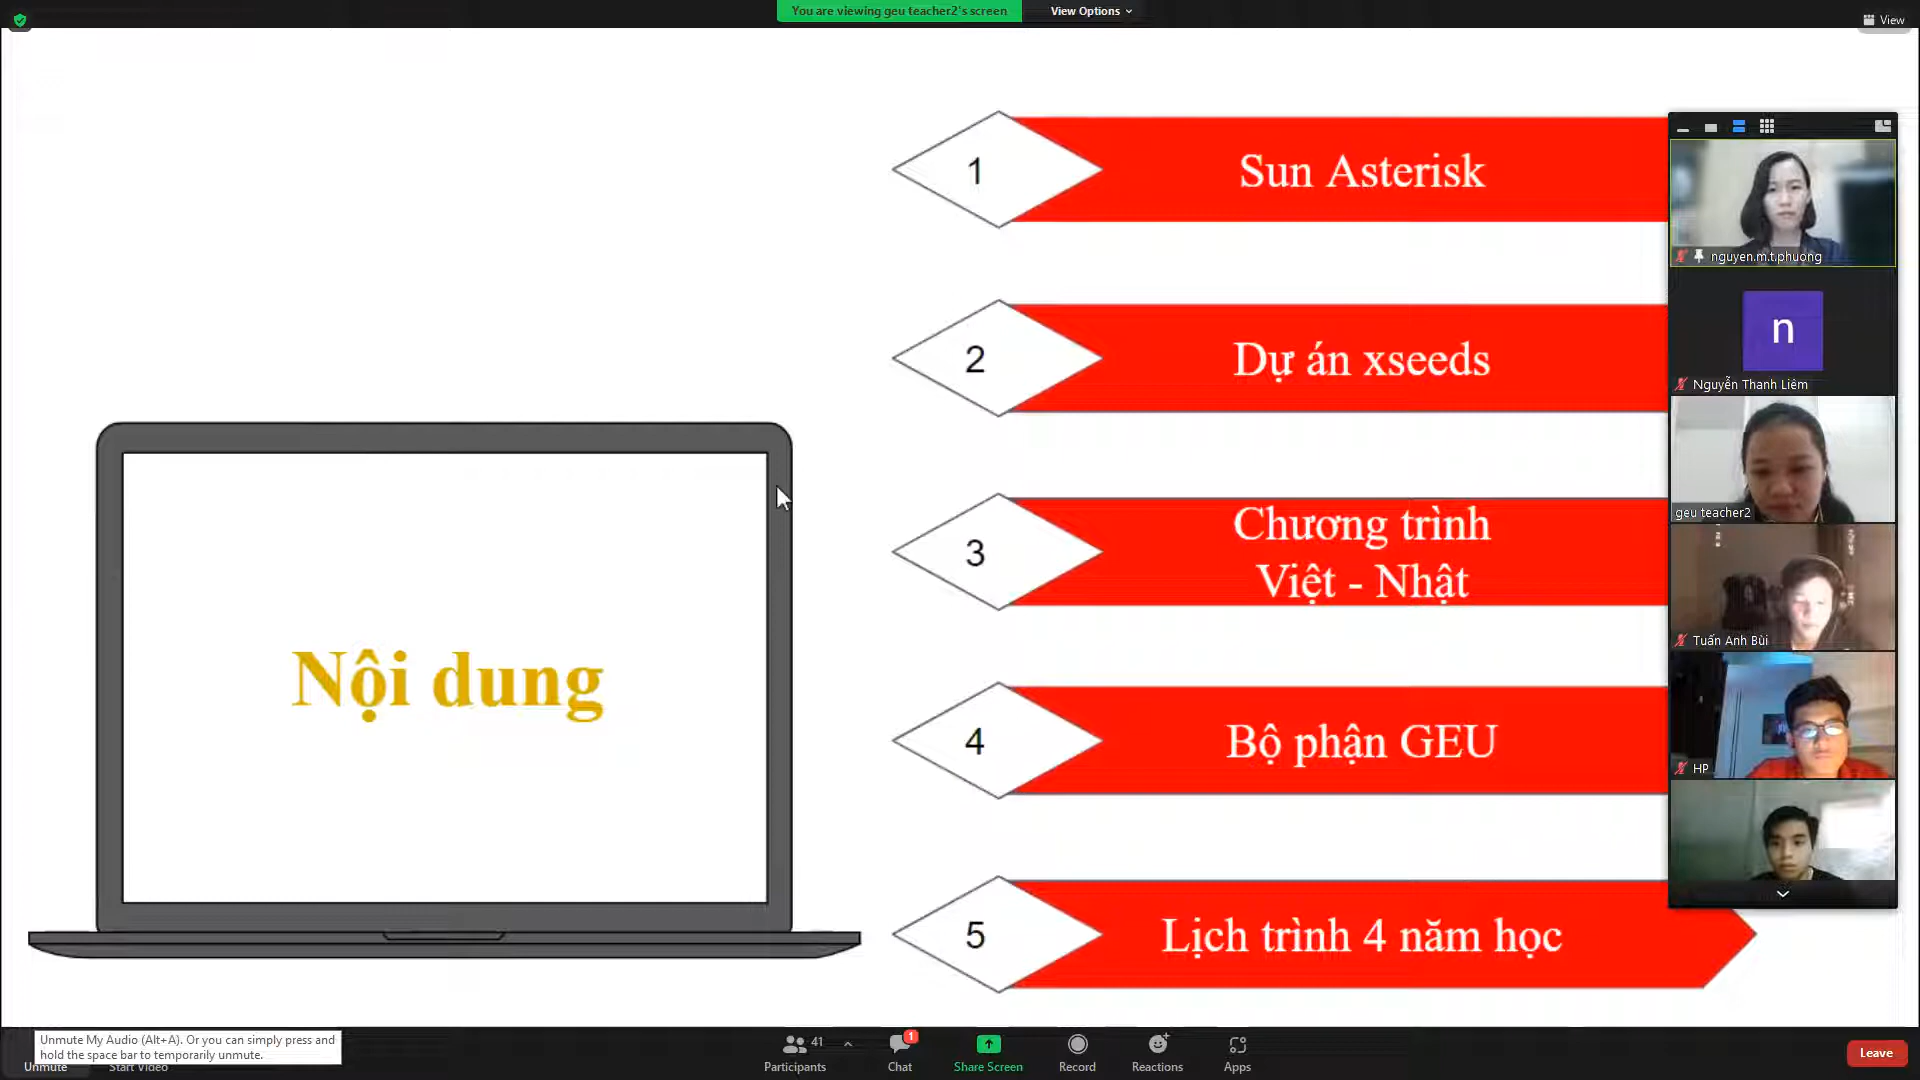 You are viewing geu teacher2's screen
View Options
View
1
Sun Asterisk
2
Dự án xseeds
3
Chương trình
Việt - Nhật
4
Bộ phận GEU
5
Lịch trình 4 năm học
Nội dung
nguyen.m.t.phuong
n
Nguyễn Thanh Liêm
geu teacher2
Tuấn Anh Bùi
HP
Unmute My Audio (Alt+A). Or you can simply press and
hold the space bar to temporarily unmute.
Unmute
Start Video
41
Participants
1
Chat
Share Screen
Record
Reactions
Apps
Leave